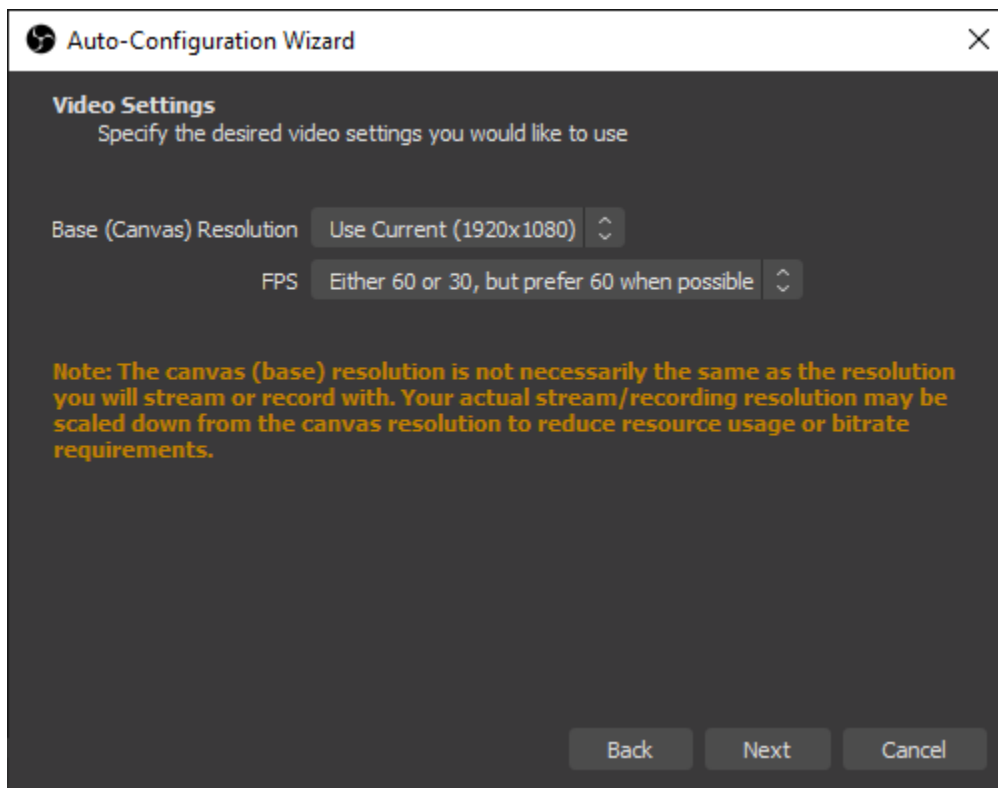 Auto-Configuration Wizard
Video Settings
Specify the desired video settings you would like to use
Base (Canvas) Resolution Use Current (1920x1080)
FPS Either 60 or 30, but prefer 60 when possible
Note: The canvas (base) resolution is not necessarily the same as the resolution
you will stream or record with. Your actual stream/recording resolution may be
scaled down from the canvas resolution to reduce resource usage or bitrate
requirements.
Back Next Cancel